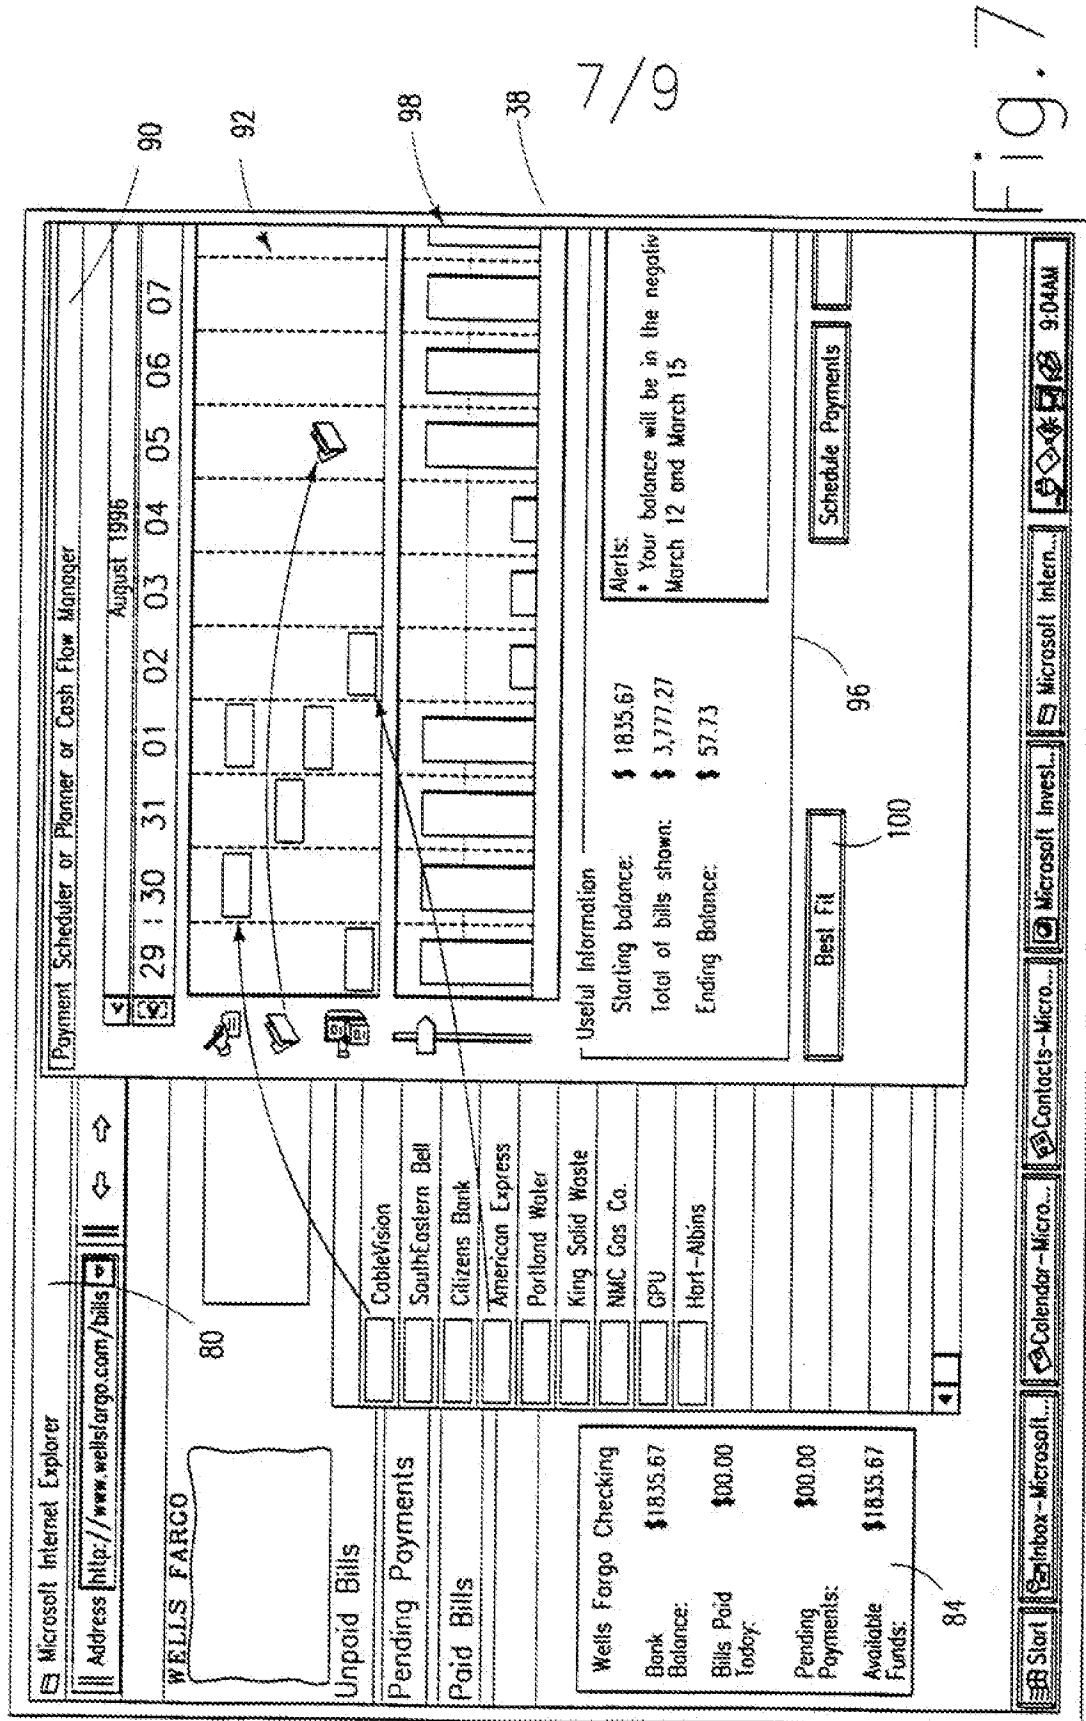 7/9
Microsoft Internet Explorer
Address http://www.wellsfargo.com/bills
80
WELLS FARGO
Unpaid Bills
Pending Payments
Paid Bills
CableVision
SouthEastern Bell
Citizens Bank
American Express
Portland Water
King Solid Waste
NMC Gas Co.
GPU
Hart-Albins
Wells Fargo Checking
Bank Balance: $1835.67
Bills Paid Today: $00.00
Pending Payments: $00.00
Available Funds: $1835.67
84
Payment Scheduler or Planner or Cash Flow Manager
90
August 1996
29 30 31 01 02 03 04 05 06 07
92
98
38
Useful Information
Starting balance: $ 1835.67
Total of bills shown: $ 3,777.27
Ending Balance: $ 57.73
Alerts:
* Your balance will be in the negativ
March 12 and March 15
96
Best Fit
100
Schedule Payments
Start Inbox-Microsoft... Calendar-Micro... Contacts-Micro... Microsoft Invest... Microsoft Intern... 9:04AM
Fig. 7